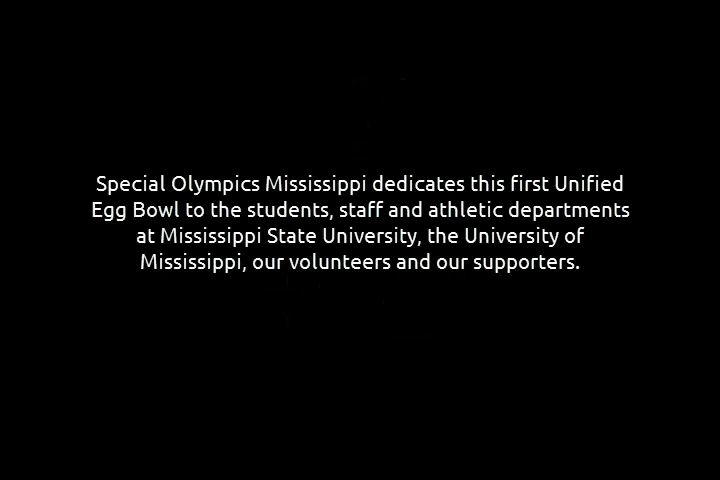 Special Olympics Mississippi dedicates this first Unified
Egg Bowl to the students, staff and athletic departments
at Mississippi State University, the University of
Mississippi, our volunteers and our supporters.